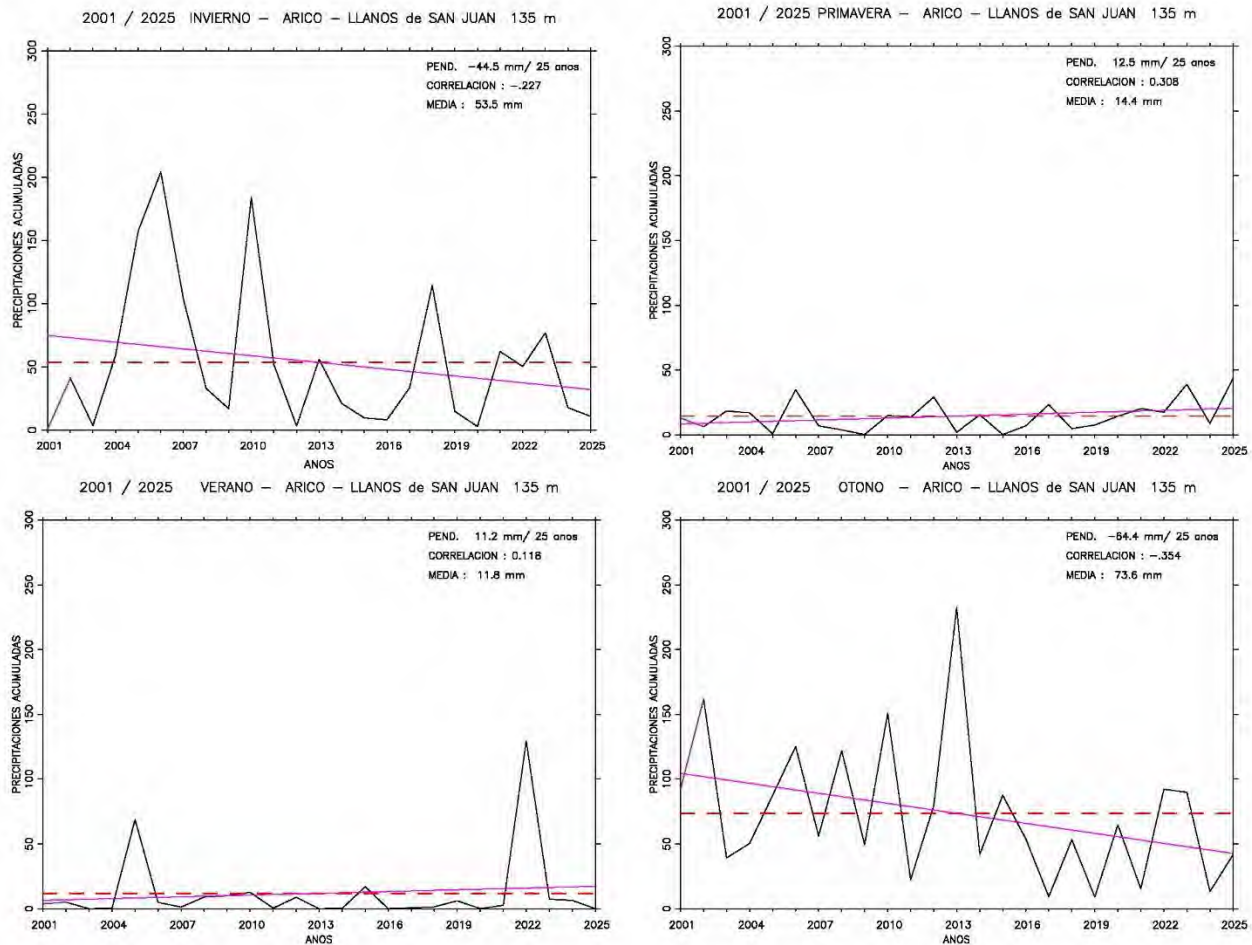 2001 / 2025 INVIERNO - ARICO - LLANOS de SAN JUAN 135 m
PEND. -44.5 mm/ 25 anos
CORRELACION : -.227
MEDIA : 53.5 mm
PRECIPITACIONES ACUMULADAS
300
250
200
150
100
50
0
2001 2004 2007 2010 2013 2016 2019 2022 2025
ANOS
2001 / 2025 PRIMAVERA - ARICO - LLANOS de SAN JUAN 135 m
PEND. 12.5 mm/ 25 anos
CORRELACION : 0.308
MEDIA : 14.4 mm
PRECIPITACIONES ACUMULADAS
300
250
200
150
100
50
0
2001 2004 2007 2010 2013 2016 2019 2022 2025
ANOS
2001 / 2025 VERANO - ARICO - LLANOS de SAN JUAN 135 m
PEND. 11.2 mm/ 25 anos
CORRELACION : 0.118
MEDIA : 11.8 mm
PRECIPITACIONES ACUMULADAS
300
250
200
150
100
50
0
2001 2004 2007 2010 2013 2016 2019 2022 2025
ANOS
2001 / 2025 OTONO - ARICO - LLANOS de SAN JUAN 135 m
PEND. -64.4 mm/ 25 anos
CORRELACION : -.354
MEDIA : 73.6 mm
PRECIPITACIONES ACUMULADAS
300
250
200
150
100
50
0
2001 2004 2007 2010 2013 2016 2019 2022 2025
ANOS